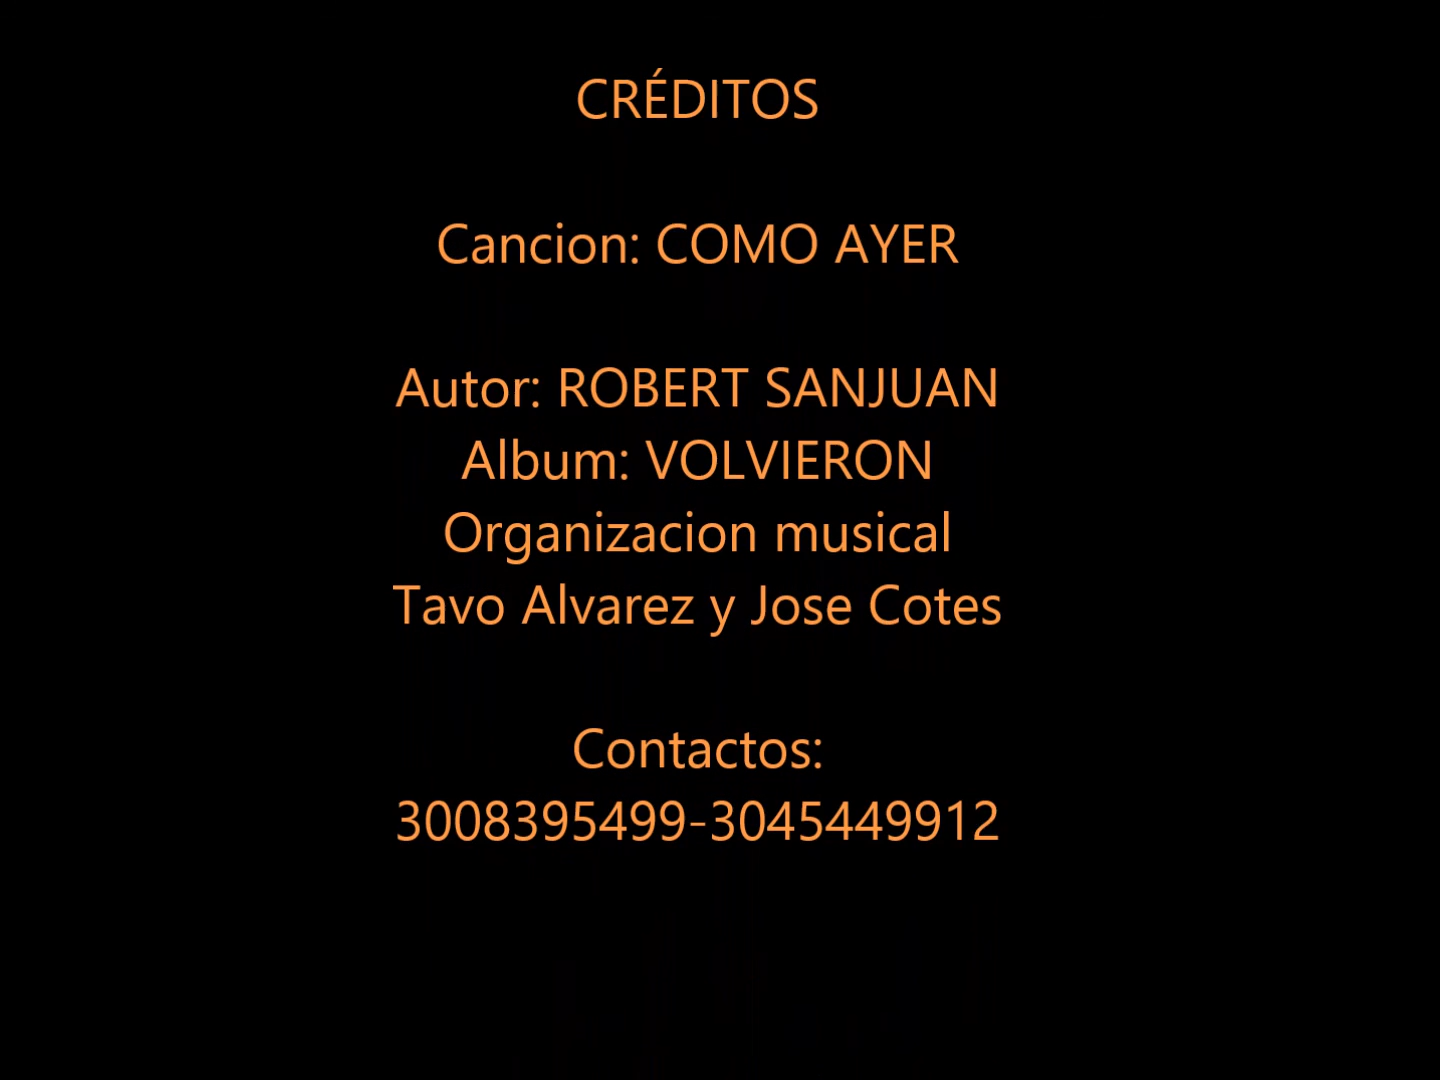 CRÉDITOS
Cancion: COMO AYER
Autor: ROBERT SANJUAN
Album: VOLVIERON
Organizacion musical
Tavo Alvarez y Jose Cotes
Contactos:
3008395499-3045449912